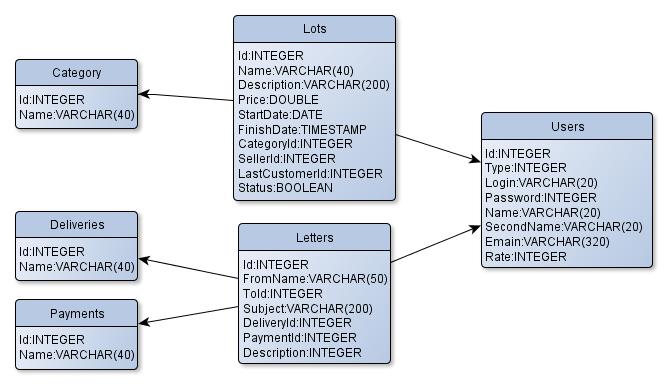 Lots
Id:INTEGER
Name:VARCHAR(40)
Description:VARCHAR(200)
Price:DOUBLE
StartDate:DATE
FinishDate:TIMESTAMP
CategoryId:INTEGER
SellerId:INTEGER
LastCustomerId:INTEGER
Status:BOOLEAN
Category
Id:INTEGER
Name:VARCHAR(40)
Users
Id:INTEGER
Type:INTEGER
Login:VARCHAR(20)
Password:INTEGER
Name:VARCHAR(20)
SecondName:VARCHAR(20)
Emain:VARCHAR(320)
Rate:INTEGER
Deliveries
Id:INTEGER
Name:VARCHAR(40)
Letters
Id:INTEGER
FromName:VARCHAR(50)
ToId:INTEGER
Subject:VARCHAR(200)
DeliveryId:INTEGER
PaymentId:INTEGER
Description:INTEGER
Payments
Id:INTEGER
Name:VARCHAR(40)